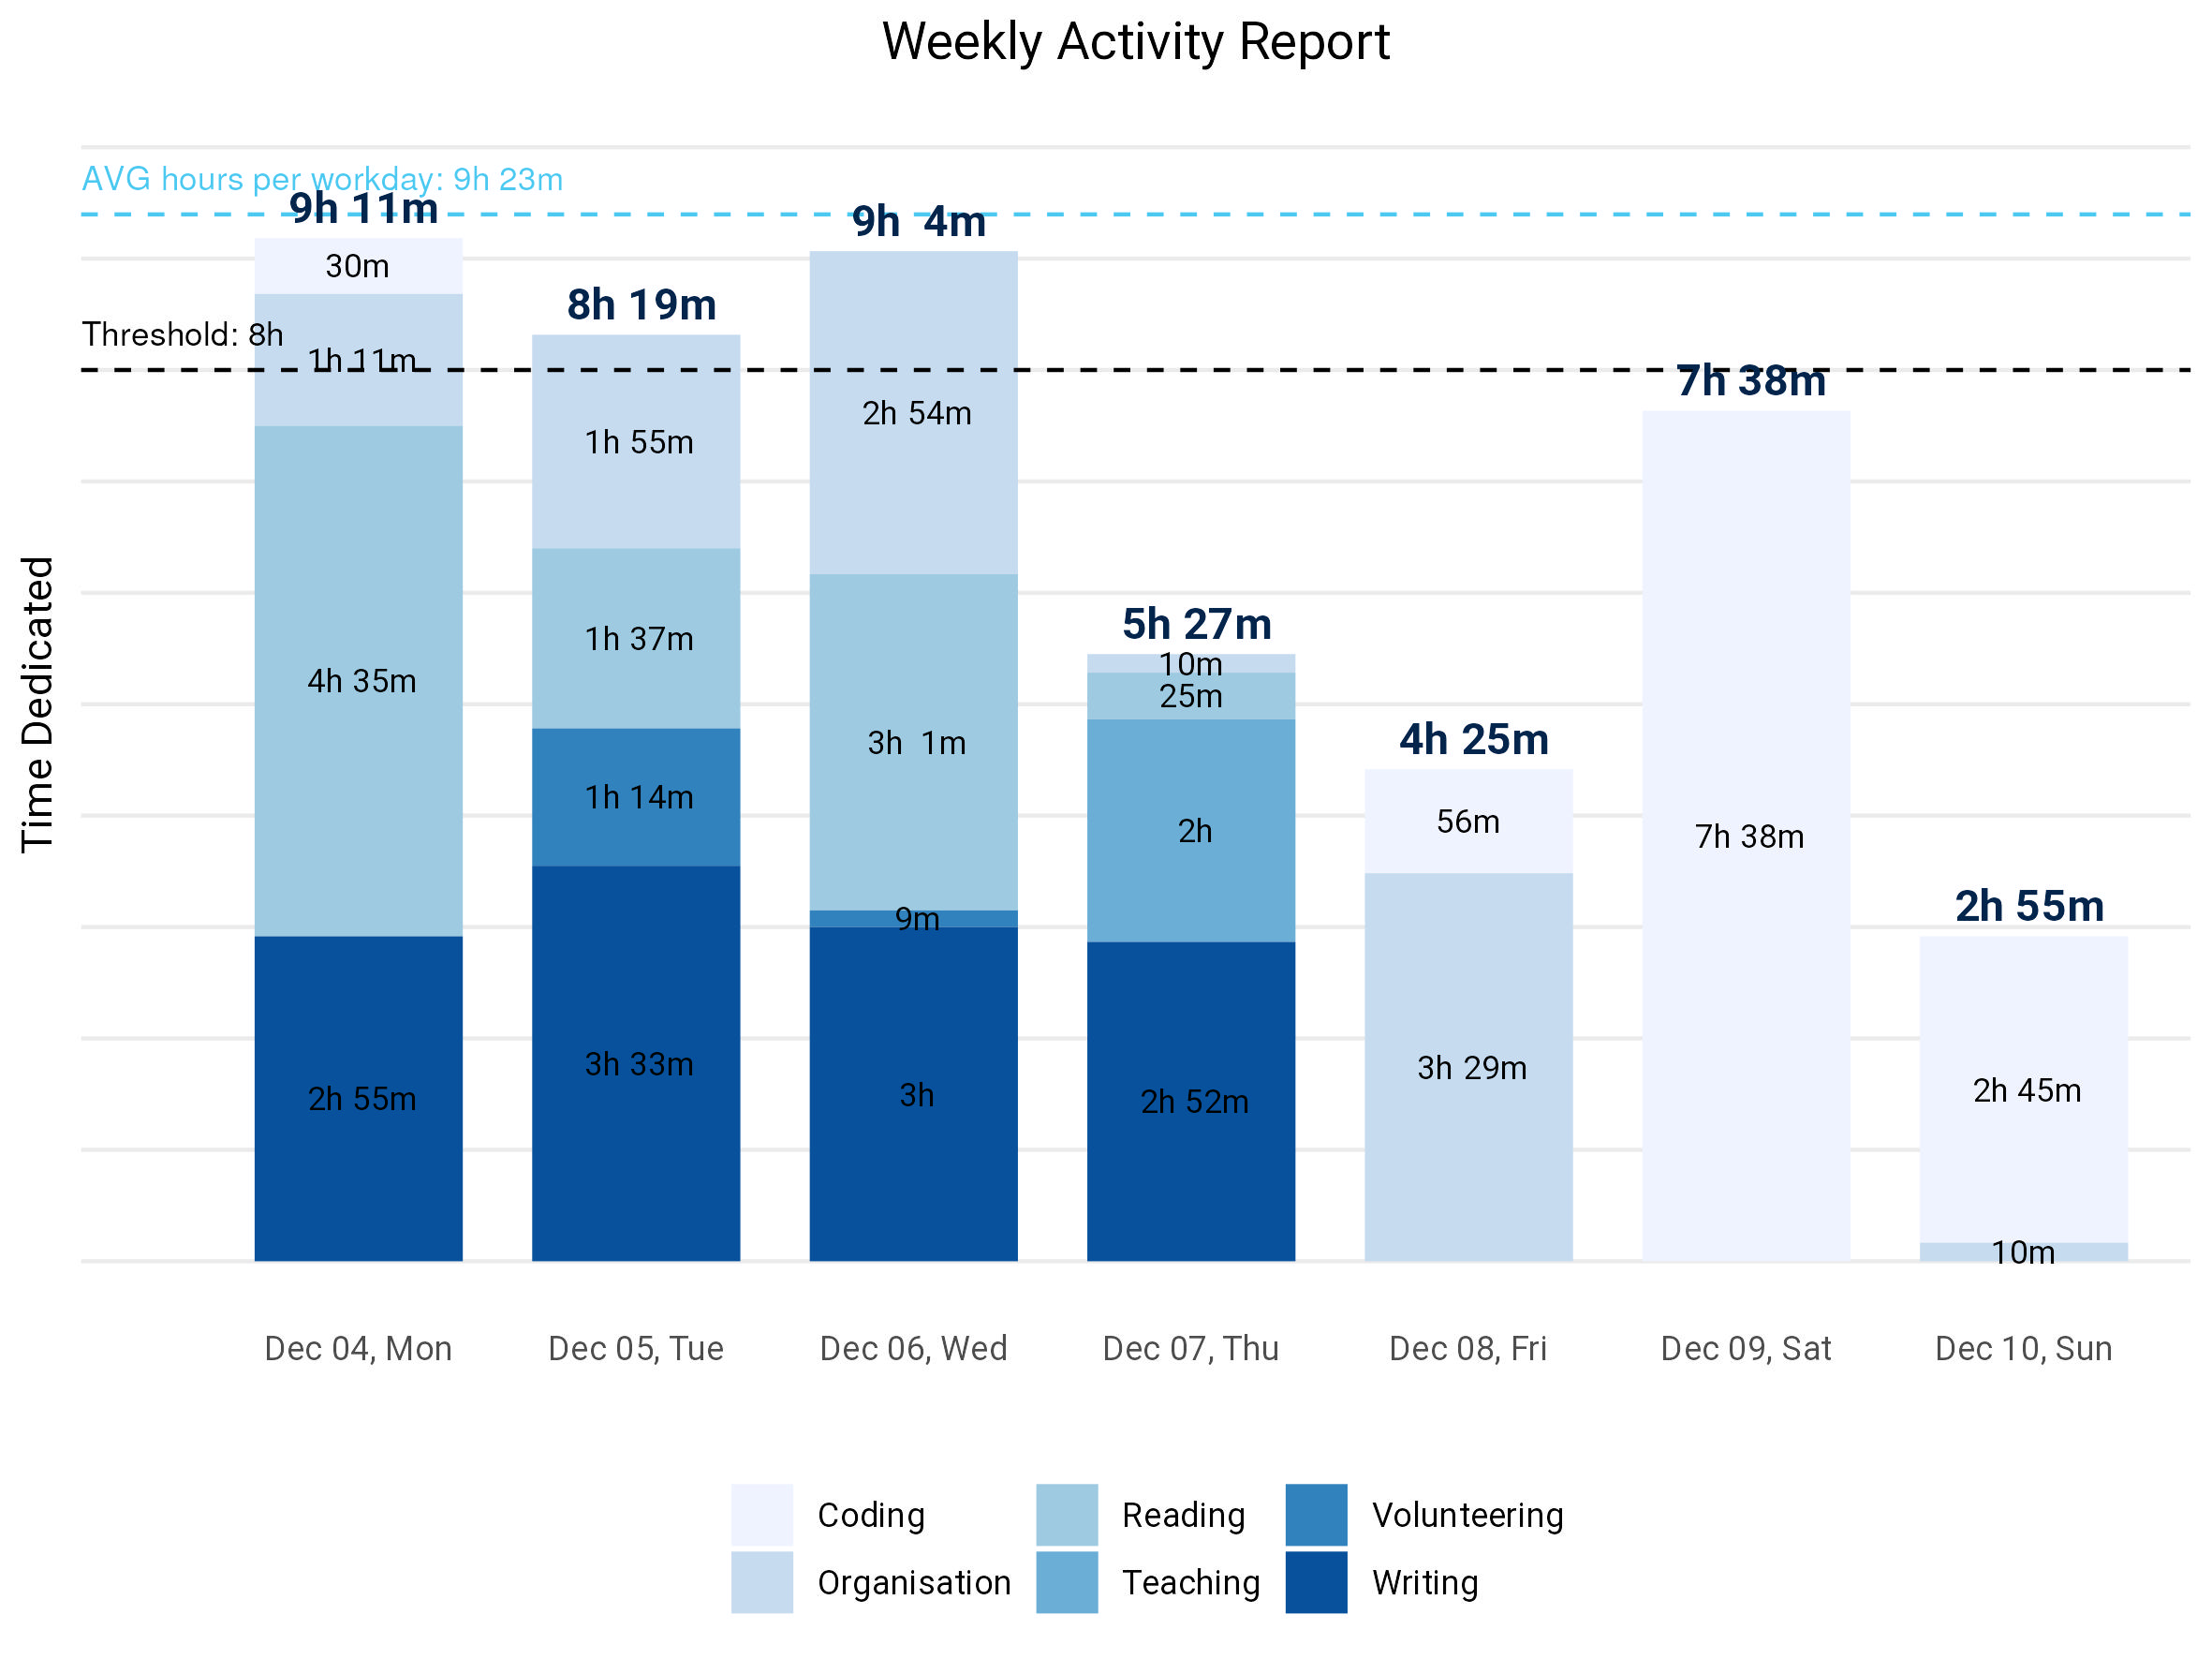 Weekly Activity Report
AVG hours per workday: 9h 23m
9h 11m
9h  4m
30m
8h 19m
Threshold: 8h
1h 11m
7h 38m
2h 54m
1h 55m
5h 27m
1h 37m
10m
4h 35m
25m
3h  1m
4h 25m
1h 14m
2h
56m
7h 38m
9m
2h 55m
3h 33m
3h 29m
2h 45m
2h 55m
3h
2h 52m
10m
Time Dedicated
Dec 04, Mon
Dec 05, Tue
Dec 06, Wed
Dec 07, Thu
Dec 08, Fri
Dec 09, Sat
Dec 10, Sun
Coding
Reading
Volunteering
Organisation
Teaching
Writing